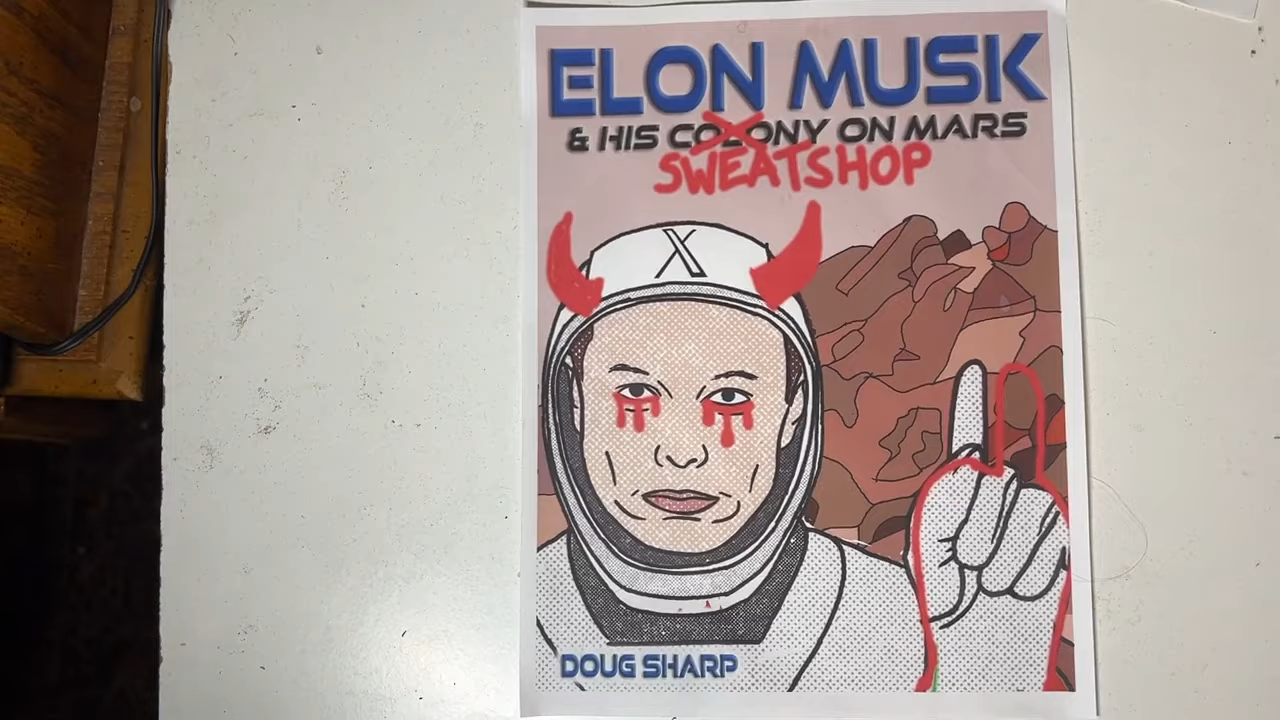 ELON MUSK
& HIS COLONY ON MARS
SWEATSHOP
X
DOUG SHARP